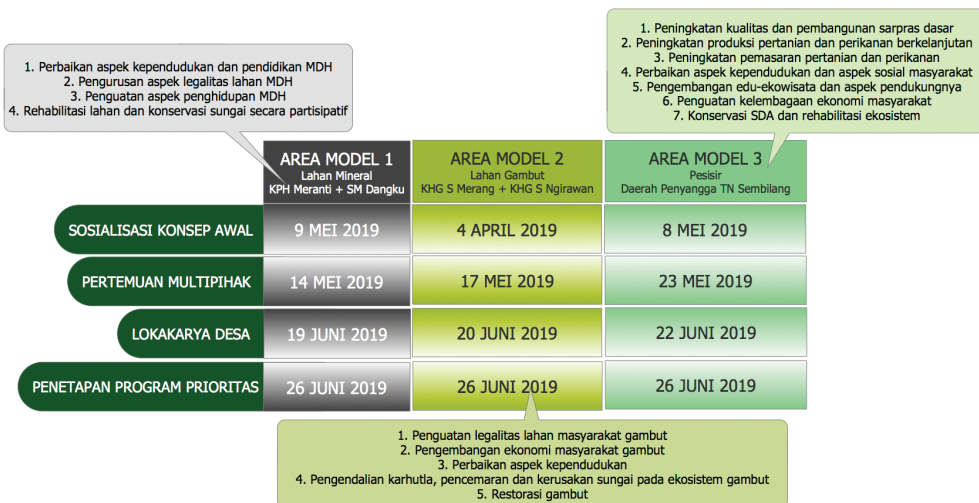 1. Perbaikan aspek kependudukan dan pendidikan MDH
2. Pengurusan aspek legalitas lahan MDH
3. Penguatan aspek penghidupan MDH
4. Rehabilitasi lahan dan konservasi sungai secara partisipatif
1. Peningkatan kualitas dan pembangunan sarpras dasar
2. Peningkatan produksi pertanian dan perikanan berkelanjutan
3. Peningkatan pemasaran pertanian dan perikanan
4. Perbaikan aspek kependudukan dan aspek sosial masyarakat
5. Pengembangan edu-ekowisata dan aspek pendukungnya
6. Penguatan kelembagaan ekonomi masyarakat
7. Konservasi SDA dan rehabilitasi ekosistem
AREA MODEL 1
Lahan Mineral
KPH Meranti + SM Dangku
AREA MODEL 2
Lahan Gambut
KHG S Merang + KHG S Ngirawan
AREA MODEL 3
Pesisir
Daerah Penyangga TN Sembilang
SOSIALISASI KONSEP AWAL 9 MEI 2019 4 APRIL 2019 8 MEI 2019
PERTEMUAN MULTIPIHAK 14 MEI 2019 17 MEI 2019 23 MEI 2019
LOKAKARYA DESA 19 JUNI 2019 20 JUNI 2019 22 JUNI 2019
PENETAPAN PROGRAM PRIORITAS 26 JUNI 2019 26 JUNI 2019 26 JUNI 2019
1. Penguatan legalitas lahan masyarakat gambut
2. Pengembangan ekonomi masyarakat gambut
3. Perbaikan aspek kependudukan
4. Pengendalian karhutla, pencemaran dan kerusakan sungai pada ekosistem gambut
5. Restorasi gambut